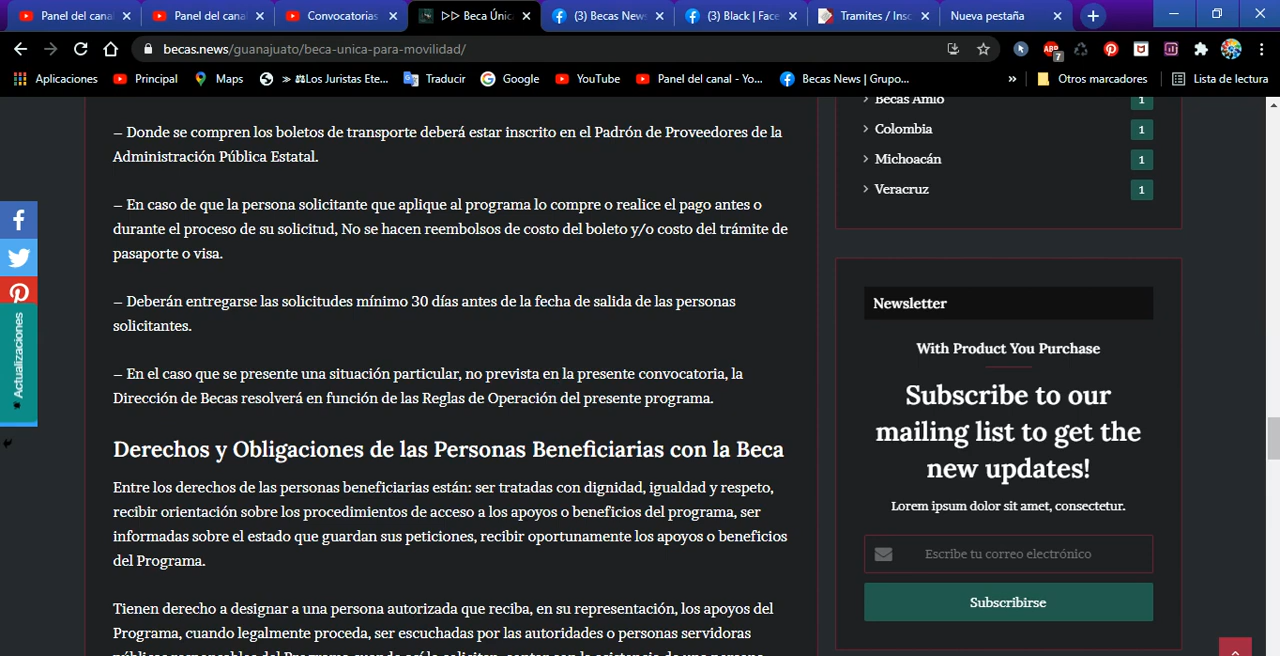 Panel del canal
Panel del canal
Convocatorias
▷▷ Beca Únic
(3) Becas News
(3) Black | Face
Tramites / Insc
Nueva pestaña
becas.news/guanajuato/beca-unica-para-movilidad/
7
Aplicaciones
Principal
Maps
» ⚖Los Juristas Ete...
Traducir
Google
YouTube
Panel del canal - Yo...
Becas News | Grupo...
»
Otros marcadores
Lista de lectura
– Donde se compren los boletos de transporte deberá estar inscrito en el Padrón de Proveedores de la
Administración Pública Estatal.
– En caso de que la persona solicitante que aplique al programa lo compre o realice el pago antes o
durante el proceso de su solicitud, No se hacen reembolsos de costo del boleto y/o costo del trámite de
pasaporte o visa.
– Deberán entregarse las solicitudes mínimo 30 días antes de la fecha de salida de las personas
solicitantes.
– En el caso que se presente una situación particular, no prevista en la presente convocatoria, la
Dirección de Becas resolverá en función de las Reglas de Operación del presente programa.
Derechos y Obligaciones de las Personas Beneficiarias con la Beca
Entre los derechos de las personas beneficiarias están: ser tratadas con dignidad, igualdad y respeto,
recibir orientación sobre los procedimientos de acceso a los apoyos o beneficios del programa, ser
informadas sobre el estado que guardan sus peticiones, recibir oportunamente los apoyos o beneficios
del Programa.
Tienen derecho a designar a una persona autorizada que reciba, en su representación, los apoyos del
Programa, cuando legalmente proceda, ser escuchadas por las autoridades o personas servidoras
Actualizaciones
Becas Amlo 1
Colombia 1
Michoacán 1
Veracruz 1
Newsletter
With Product You Purchase
Subscribe to our
mailing list to get the
new updates!
Lorem ipsum dolor sit amet, consectetur.
Escribe tu correo electrónico
Subscribirse